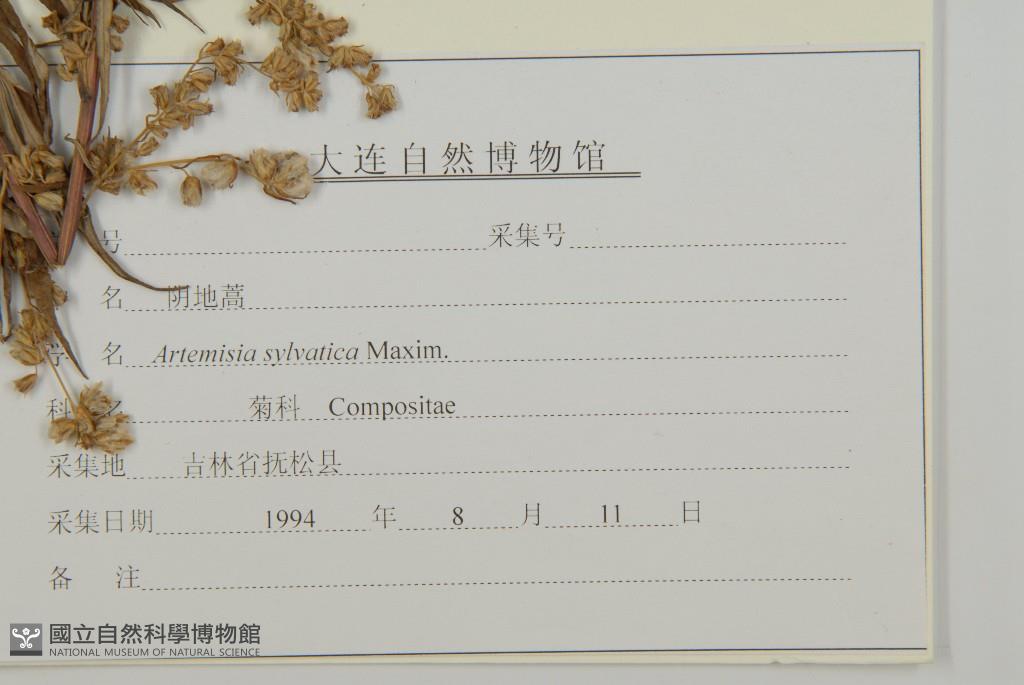 大连自然博物馆
号 采集号
名 阴地蒿
学 名 Artemisia sylvatica Maxim.
科 名 菊科 Compositae
采集地 吉林省抚松县
采集日期 1994 年 8 月 11 日
备 注
國立自然科學博物館
NATIONAL MUSEUM OF NATURAL SCIENCE